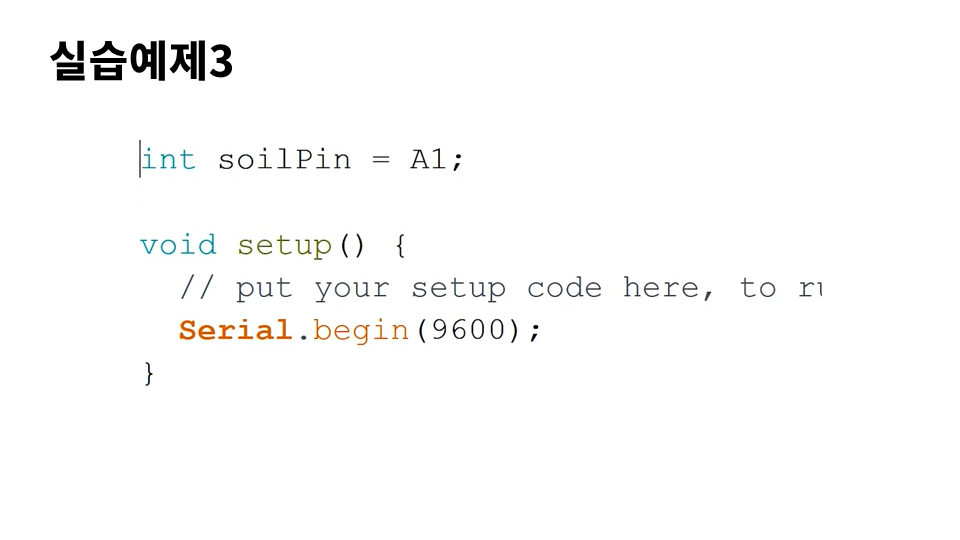 실습예제3
int soilPin = A1;
void setup() {
// put your setup code here, to
Serial.begin(9600);
}